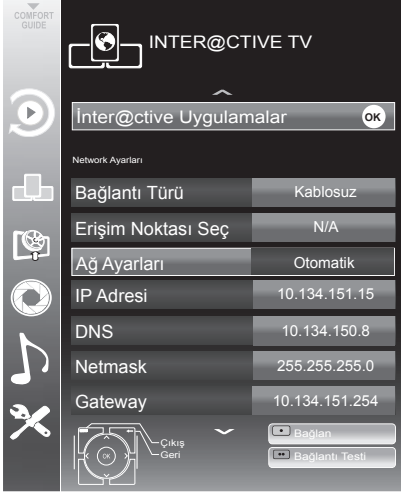 COMFORT
GUIDE
INTER@CTIVE TV
İnter@ctive Uygulamalar OK
Network Ayarları
Bağlantı Türü Kablosuz
Erişim Noktası Seç N/A
Ağ Ayarları Otomatik
IP Adresi 10.134.151.15
DNS 10.134.150.8
Netmask 255.255.255.0
Gateway 10.134.151.254
OK
Çıkış
Geri
Bağlan
Bağlantı Testi